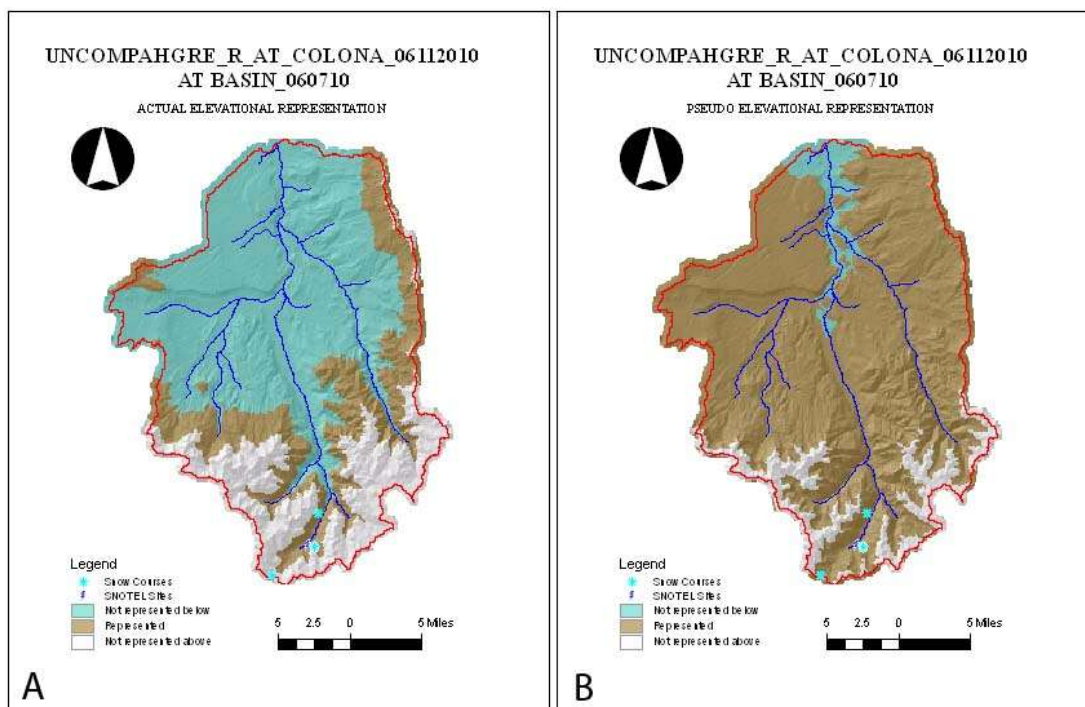 UNCOMPAHGRE_R_AT_COLONA_06112010
AT BASIN_060710
ACTUAL ELEVATIONAL REPRESENTATION
Legend
Snow Courses
SNOTEL Sites
Not represented below
Represented
Not represented above
5 2.5 0 5 Miles
A
UNCOMPAHGRE_R_AT_COLONA_06112010
AT BASIN_060710
PSEUDO ELEVATIONAL REPRESENTATION
Legend
Snow Courses
SNOTEL Sites
Not represented below
Represented
Not represented above
5 2.5 0 5 Miles
B